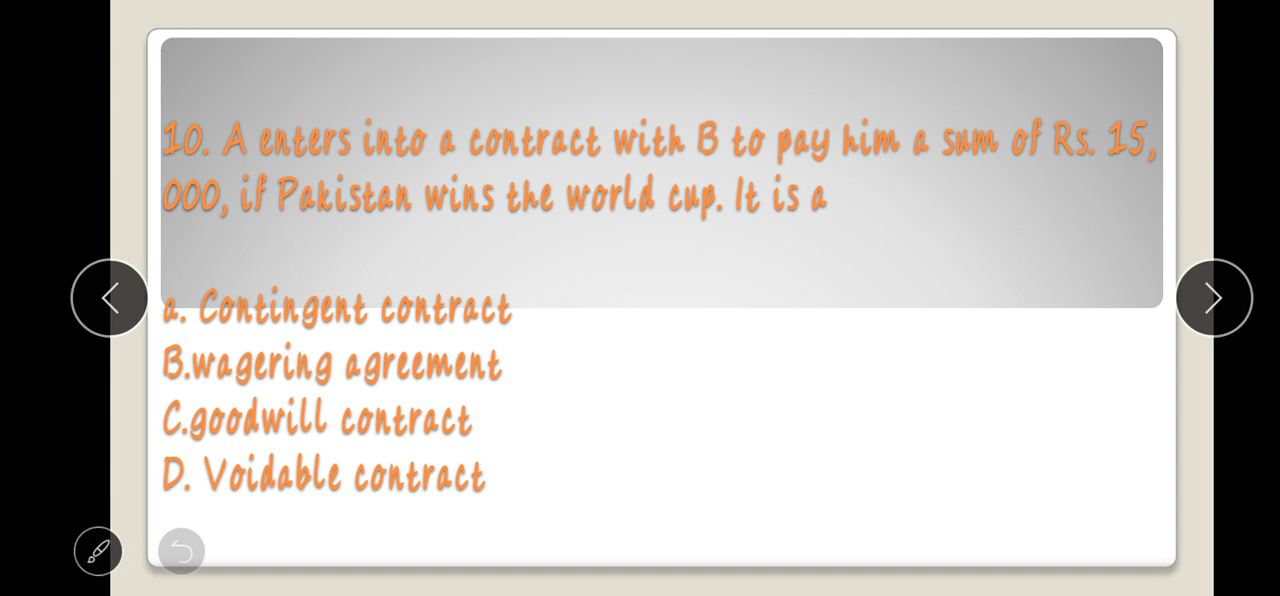 10. A enters into a contract with B to pay him a sum of Rs. 15,
000, if Pakistan wins the world cup. It is a
a. Contingent contract
B.wagering agreement
C.goodwill contract
D. Voidable contract